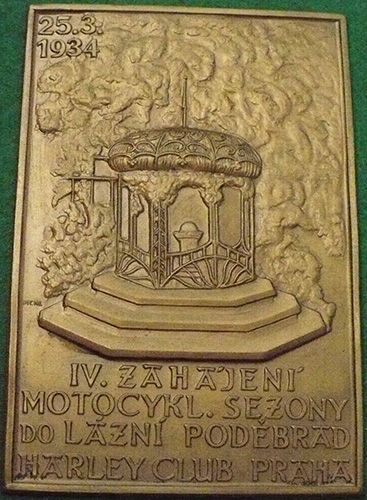 25.3.
1934
IV. ZAHÁJENÍ
MOTOCYKL. SEZONY
DO LÁZNÍ PODĚBRAD
HARLEY CLUB PRAHA